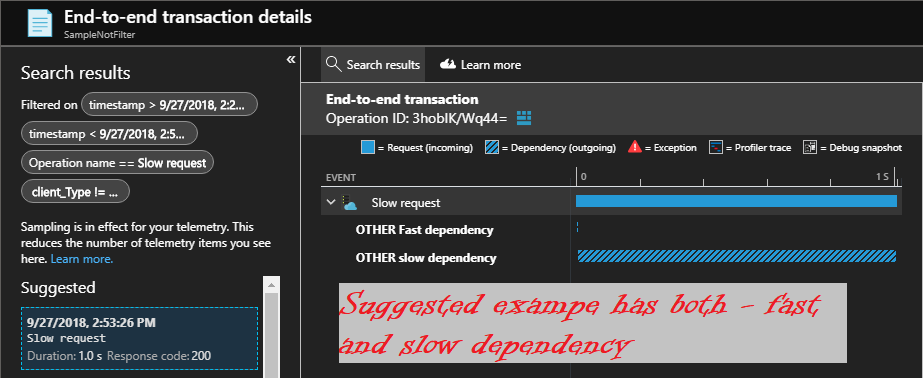 End-to-end transaction details
SampleNotFilter
«
Search results
Filtered on timestamp > 9/27/2018, 2:2...
timestamp < 9/27/2018, 2:5...
Operation name == Slow request
client_Type != ...
Sampling is in effect for your telemetry. This
reduces the number of telemetry items you see
here. Learn more.
Suggested
9/27/2018, 2:53:26 PM
Slow request
Duration: 1.0 s Response code: 200
Search results Learn more
End-to-end transaction
Operation ID: 3hobIK/Wq44=
= Request (incoming) = Dependency (outgoing) = Exception = Profiler trace = Debug snapshot
EVENT 0 1 S
Slow request
OTHER Fast dependency
OTHER slow dependency
Suggested exampe has both - fast
and slow dependency